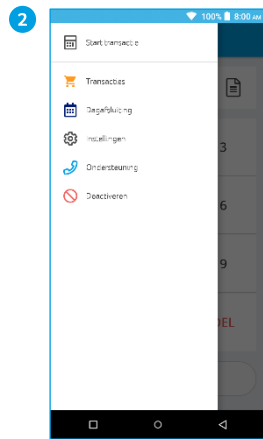 2
100% 8:00 AM
Start transactie
Transacties
Dagafsluiting
Instellingen
Ondersteuning
Deactiveren
3
6
9
DEL